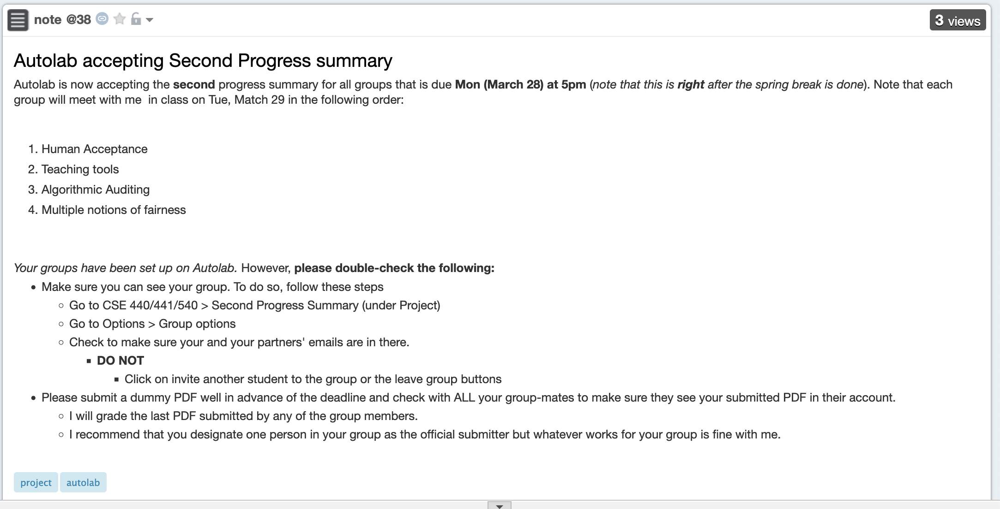 note @38
3 views
Autolab accepting Second Progress summary
Autolab is now accepting the second progress summary for all groups that is due Mon (March 28) at 5pm (note that this is right after the spring break is done). Note that each
group will meet with me  in class on Tue, Match 29 in the following order:
1. Human Acceptance
2. Teaching tools
3. Algorithmic Auditing
4. Multiple notions of fairness
Your groups have been set up on Autolab. However, please double-check the following:
• Make sure you can see your group. To do so, follow these steps
◦ Go to CSE 440/441/540 > Second Progress Summary (under Project)
◦ Go to Options > Group options
◦ Check to make sure your and your partners' emails are in there.
▪ DO NOT
▪ Click on invite another student to the group or the leave group buttons
• Please submit a dummy PDF well in advance of the deadline and check with ALL your group-mates to make sure they see your submitted PDF in their account.
◦ I will grade the last PDF submitted by any of the group members.
◦ I recommend that you designate one person in your group as the official submitter but whatever works for your group is fine with me.
project autolab